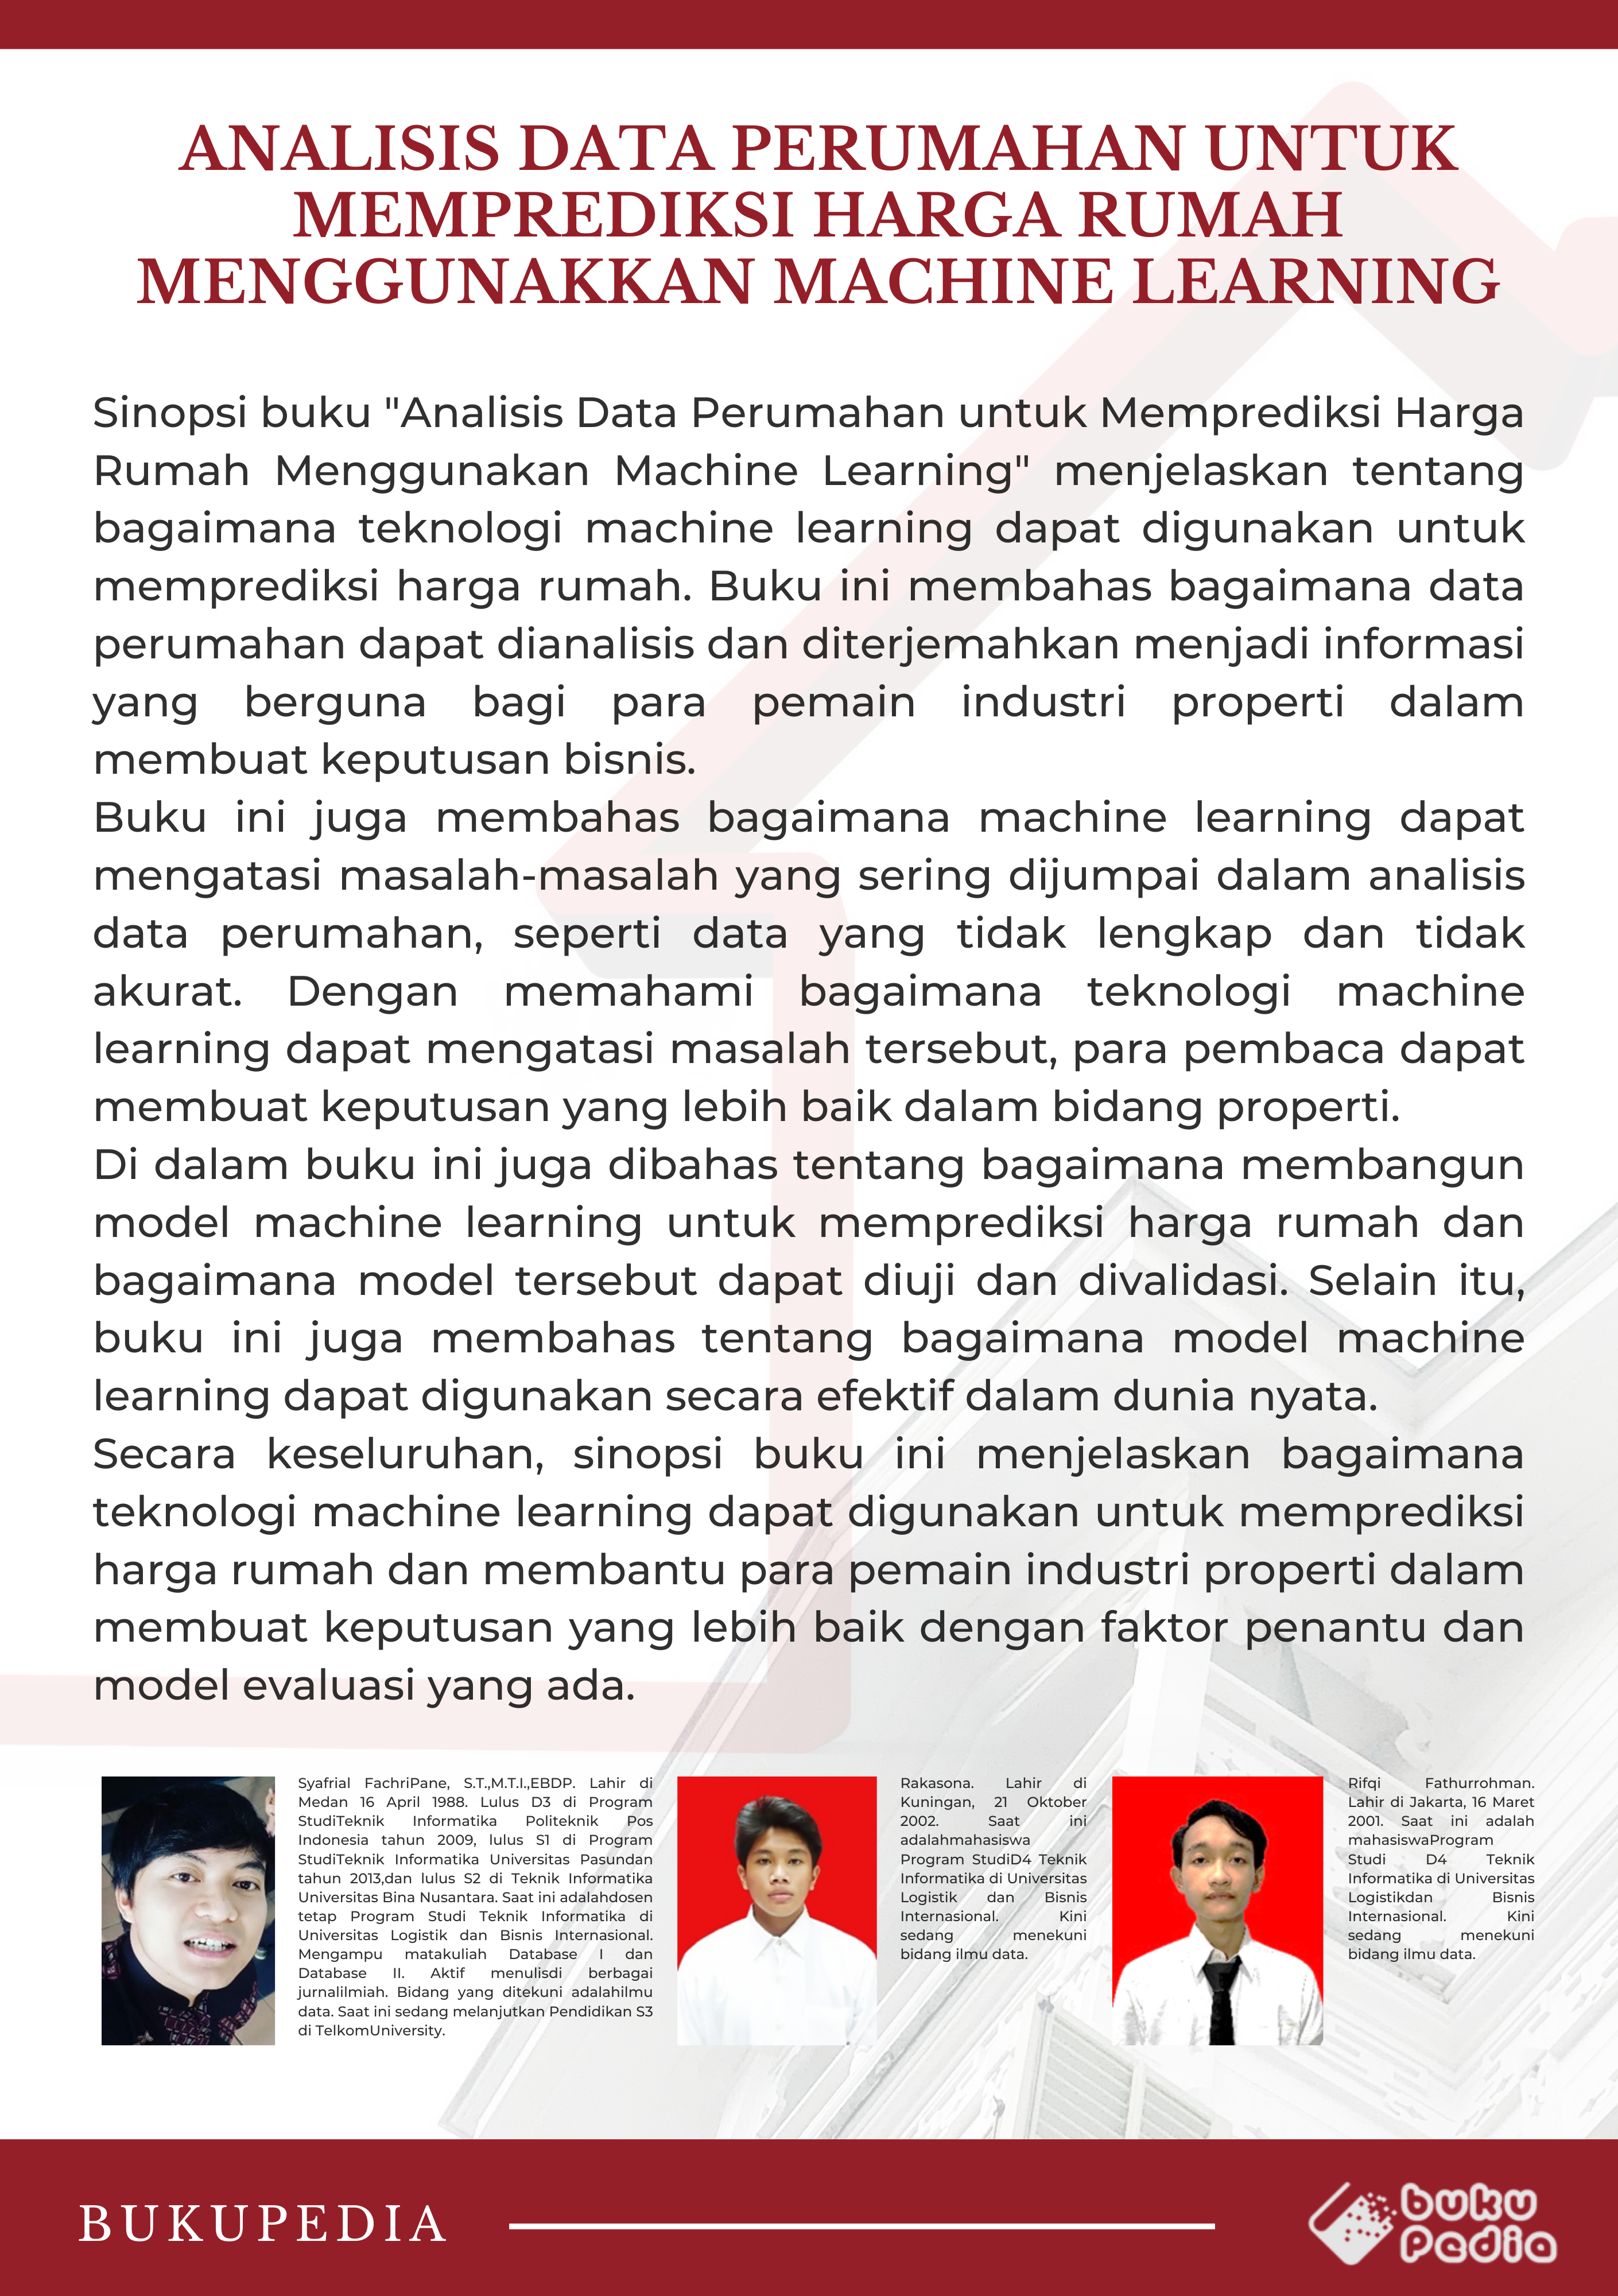 ANALISIS DATA PERUMAHAN UNTUK
MEMPREDIKSI HARGA RUMAH
MENGGUNAKKAN MACHINE LEARNING
Sinopsi buku "Analisis Data Perumahan untuk Memprediksi Harga
Rumah Menggunakan Machine Learning" menjelaskan tentang
bagaimana teknologi machine learning dapat digunakan untuk
memprediksi harga rumah. Buku ini membahas bagaimana data
perumahan dapat dianalisis dan diterjemahkan menjadi informasi
yang berguna bagi para pemain industri properti dalam
membuat keputusan bisnis.
Buku ini juga membahas bagaimana machine learning dapat
mengatasi masalah-masalah yang sering dijumpai dalam analisis
data perumahan, seperti data yang tidak lengkap dan tidak
akurat. Dengan memahami bagaimana teknologi machine
learning dapat mengatasi masalah tersebut, para pembaca dapat
membuat keputusan yang lebih baik dalam bidang properti.
Di dalam buku ini juga dibahas tentang bagaimana membangun
model machine learning untuk memprediksi harga rumah dan
bagaimana model tersebut dapat diuji dan divalidasi. Selain itu,
buku ini juga membahas tentang bagaimana model machine
learning dapat digunakan secara efektif dalam dunia nyata.
Secara keseluruhan, sinopsi buku ini menjelaskan bagaimana
teknologi machine learning dapat digunakan untuk memprediksi
harga rumah dan membantu para pemain industri properti dalam
membuat keputusan yang lebih baik dengan faktor penantu dan
model evaluasi yang ada.
Syafrial FachriPane, S.T.,M.T.I.,EBDP. Lahir di
Medan 16 April 1988. Lulus D3 di Program
StudiTeknik Informatika Politeknik Pos
Indonesia tahun 2009, lulus S1 di Program
StudiTeknik Informatika Universitas Pasundan
tahun 2013,dan lulus S2 di Teknik Informatika
Universitas Bina Nusantara. Saat ini adalahdosen
tetap Program Studi Teknik Informatika di
Universitas Logistik dan Bisnis Internasional.
Mengampu matakuliah Database I dan
Database II. Aktif menulisdi berbagai
jurnalilmiah. Bidang yang ditekuni adalahilmu
data. Saat ini sedang melanjutkan Pendidikan S3
di TelkomUniversity.
Rakasona. Lahir di
Kuningan, 21 Oktober
2002. Saat ini
adalahmahasiswa
Program StudiD4 Teknik
Informatika di Universitas
Logistik dan Bisnis
Internasional. Kini
sedang menekuni
bidang ilmu data.
Rifqi Fathurrohman.
Lahir di Jakarta, 16 Maret
2001. Saat ini adalah
mahasiswaProgram
Studi D4 Teknik
Informatika di Universitas
Logistikdan Bisnis
Internasional. Kini
sedang menekuni
bidang ilmu data.
BUKUPEDIA
buku
Pedia